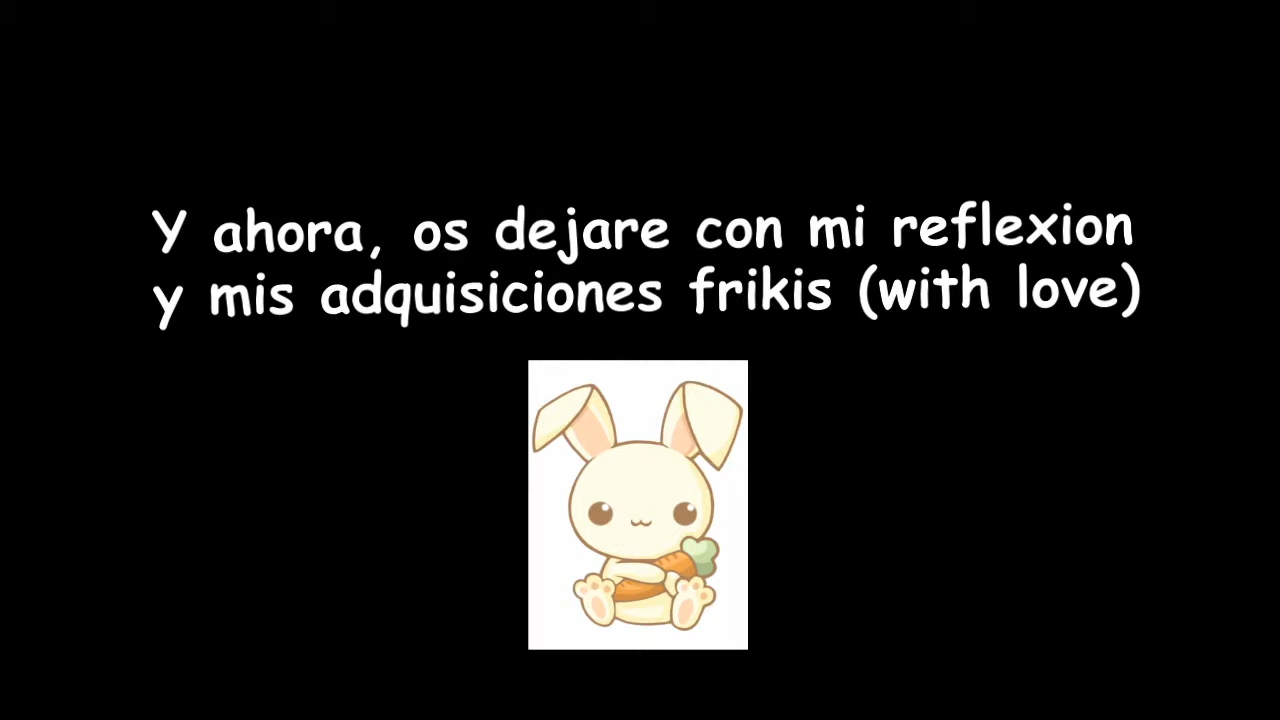 Y ahora, os dejare con mi reflexion
y mis adquisiciones frikis (with love)